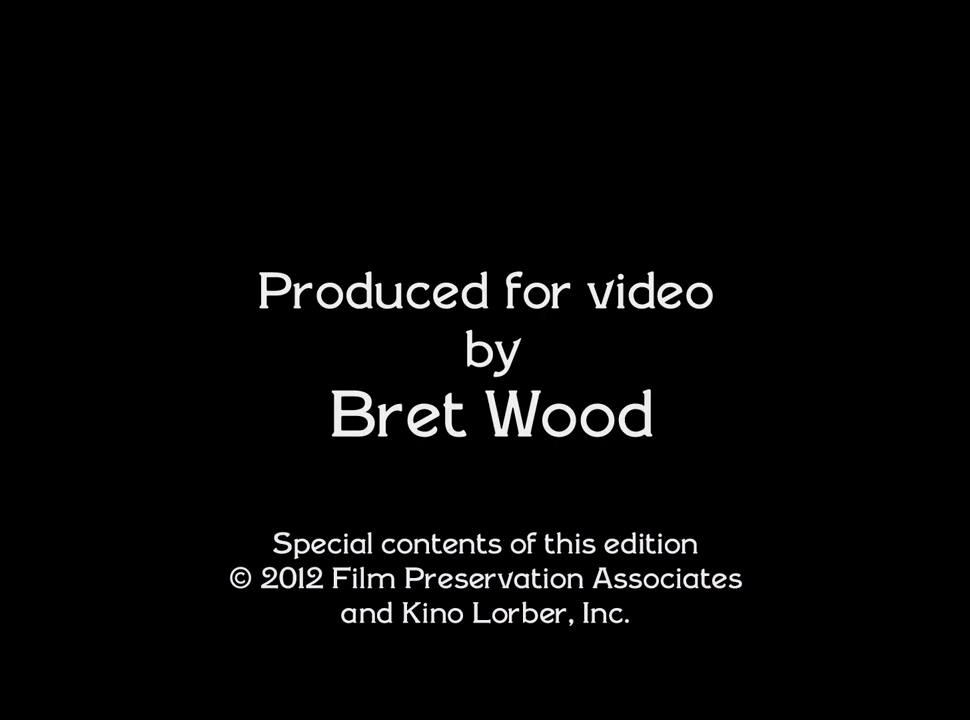 Produced for video
by
Bret Wood
Special contents of this edition
© 2012 Film Preservation Associates
and Kino Lorber, Inc.